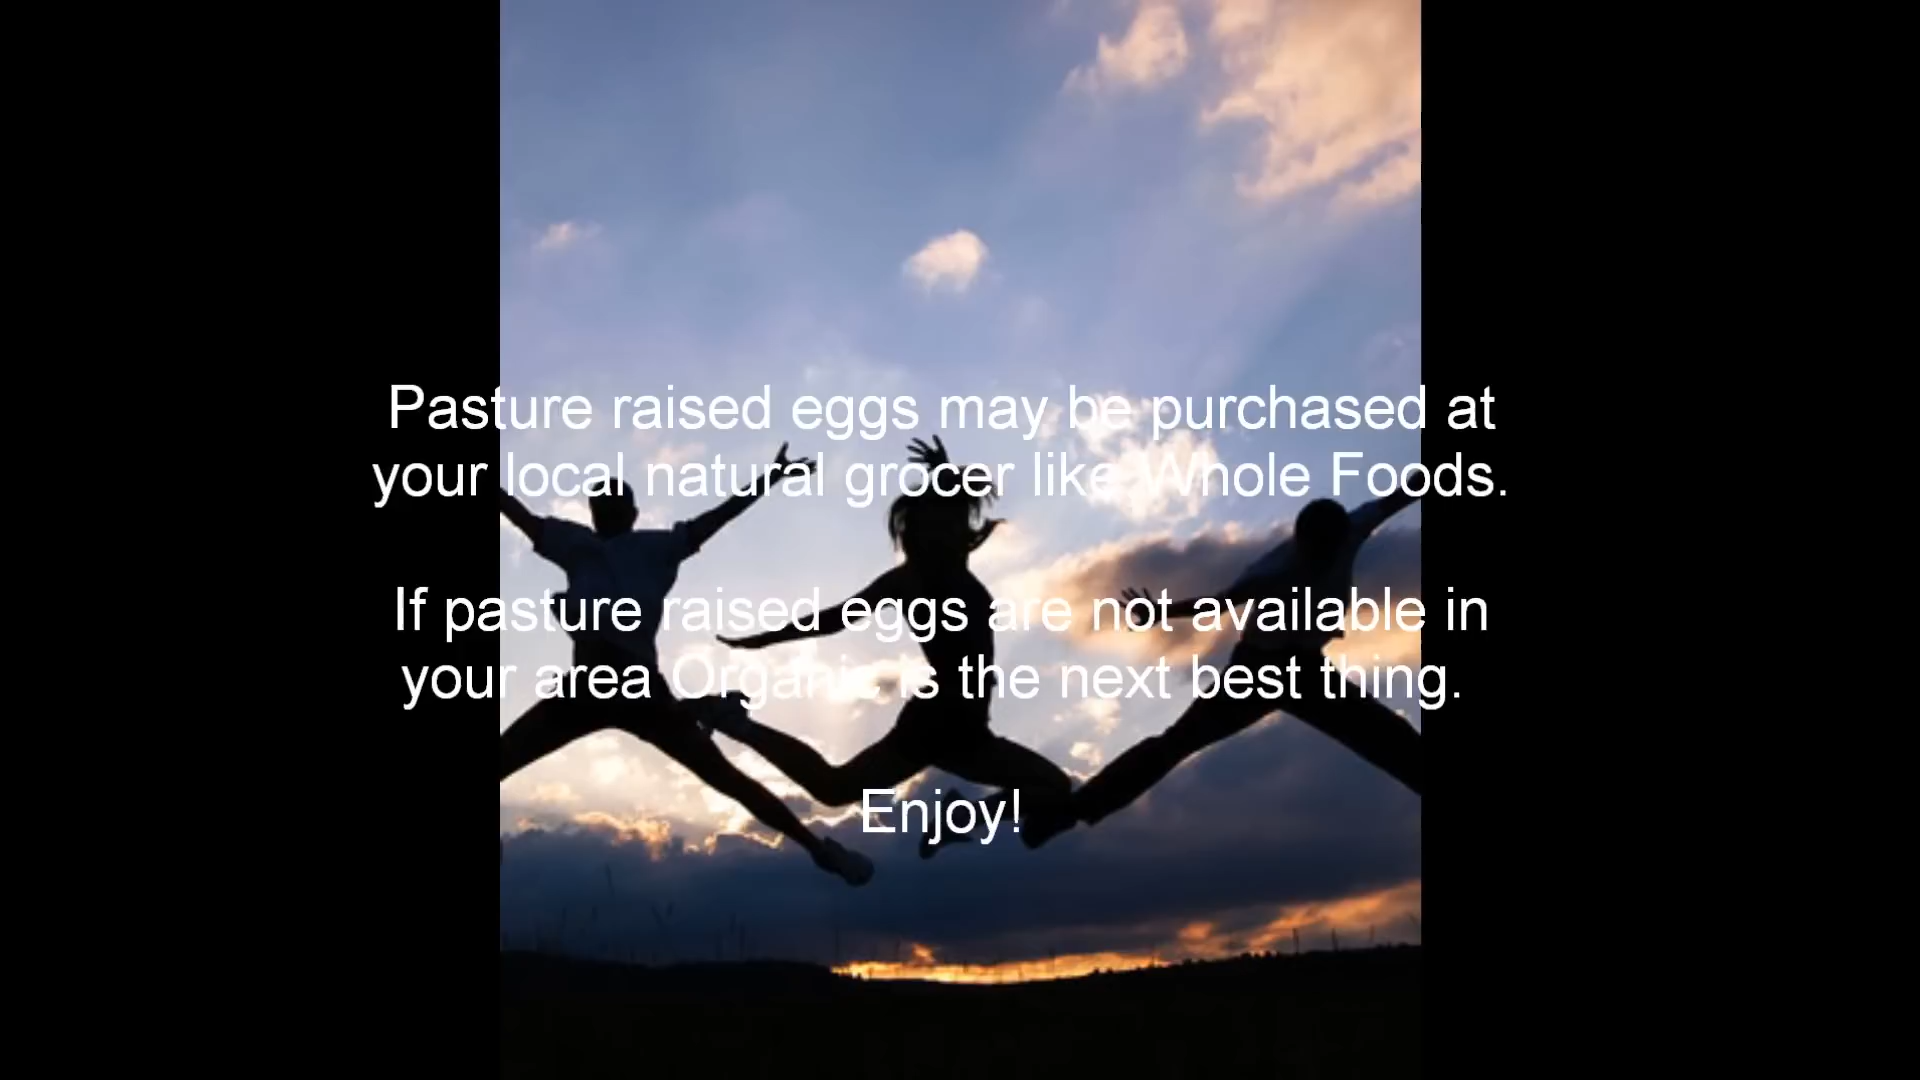 Pasture raised eggs may be purchased at
your local natural grocer like Whole Foods.
If pasture raised eggs are not available in
your area Organic is the next best thing.
Enjoy!